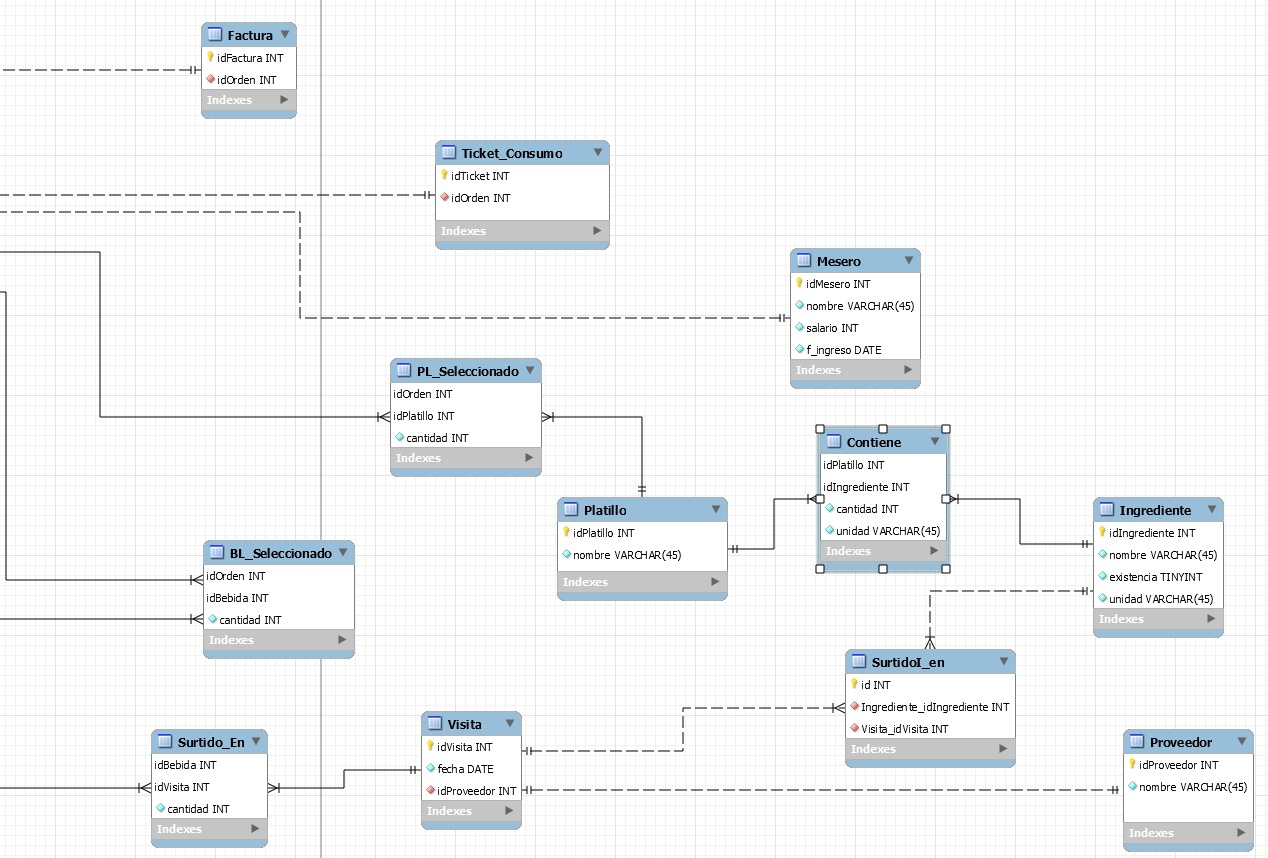 Factura
idFactura INT
idOrden INT
Indexes
Ticket_Consumo
idTicket INT
idOrden INT
Indexes
Mesero
idMesero INT
nombre VARCHAR(45)
salario INT
f_ingreso DATE
Indexes
PL_Seleccionado
idOrden INT
idPlatillo INT
cantidad INT
Indexes
Contiene
idPlatillo INT
idIngrediente INT
cantidad INT
unidad VARCHAR(45)
Indexes
Platillo
idPlatillo INT
nombre VARCHAR(45)
Indexes
Ingrediente
idIngrediente INT
nombre VARCHAR(45)
existencia TINYINT
unidad VARCHAR(45)
Indexes
BL_Seleccionado
idOrden INT
idBebida INT
cantidad INT
Indexes
SurtidoI_en
id INT
Ingrediente_idIngrediente INT
Visita_idVisita INT
Indexes
Visita
idVisita INT
fecha DATE
idProveedor INT
Indexes
Surtido_En
idBebida INT
idVisita INT
cantidad INT
Indexes
Proveedor
idProveedor INT
nombre VARCHAR(45)
Indexes